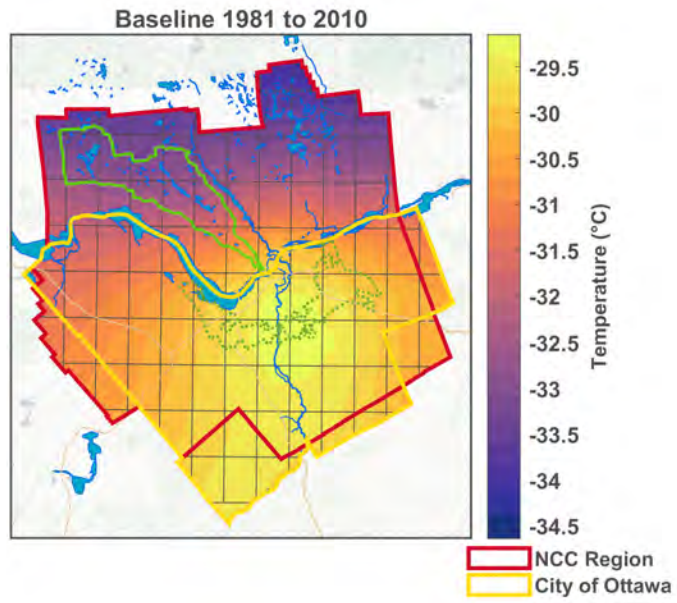 Baseline 1981 to 2010
-29.5
-30
-30.5
-31
-31.5
-32
-32.5
-33
-33.5
-34
-34.5
Temperature (°C)
NCC Region
City of Ottawa